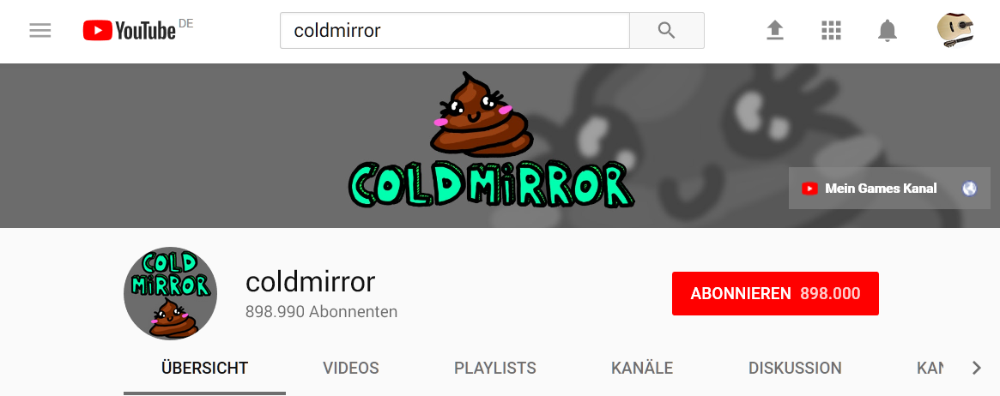 YouTube DE
coldmirror
COLDMIRROR
Mein Games Kanal
COLD
MIRROR
coldmirror
898.990 Abonnenten
ABONNIEREN 898.000
ÜBERSICHT VIDEOS PLAYLISTS KANÄLE DISKUSSION KAN